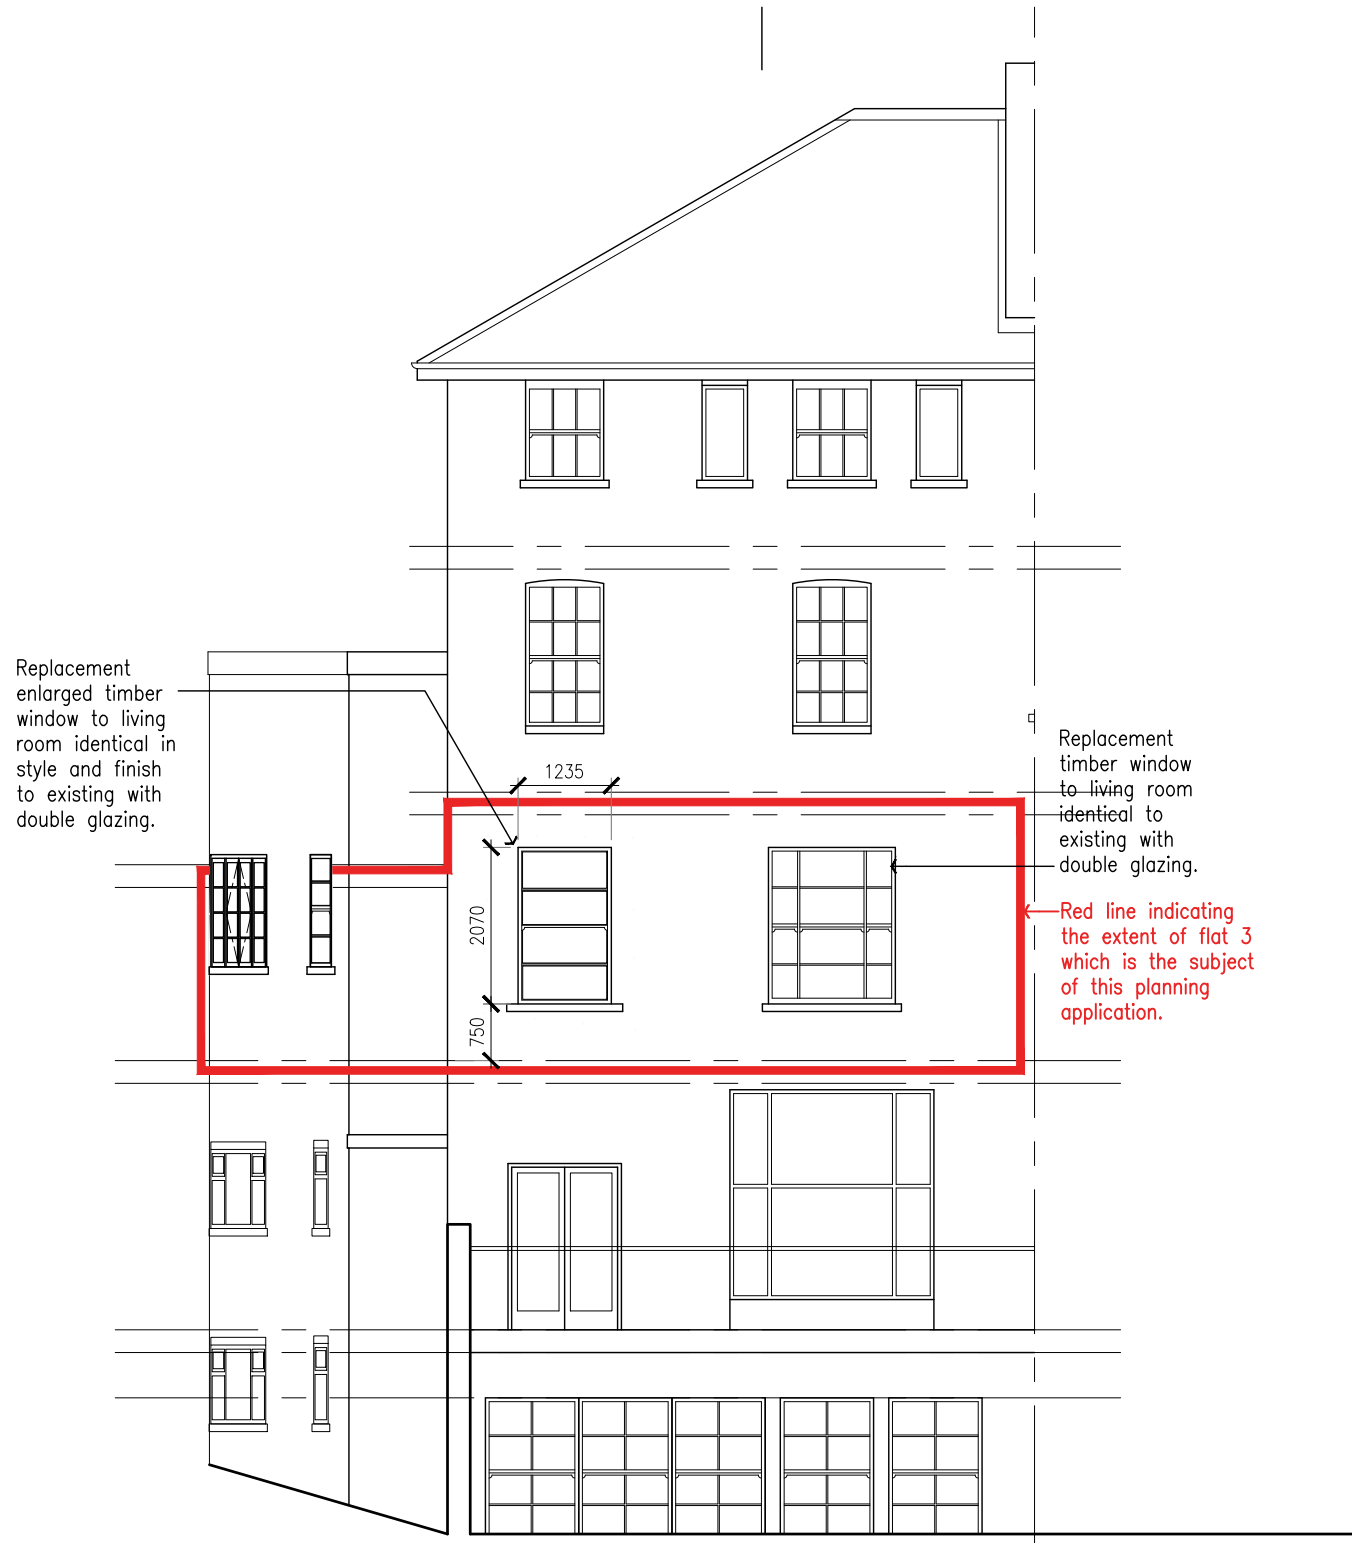 Replacement
enlarged timber
window to living
room identical in
style and finish
to existing with
double glazing.
1235
2070
750
Replacement
timber window
to living room
identical to
existing with
double glazing.
Red line indicating
the extent of flat 3
which is the subject
of this planning
application.